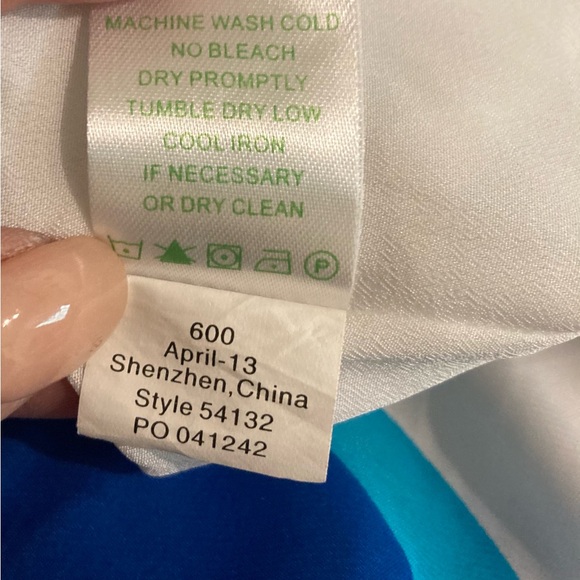 MACHINE WASH COLD
NO BLEACH
DRY PROMPTLY
TUMBLE DRY LOW
COOL IRON
IF NECESSARY
OR DRY CLEAN
P
600
April-13
Shenzhen,China
Style 54132
PO 041242